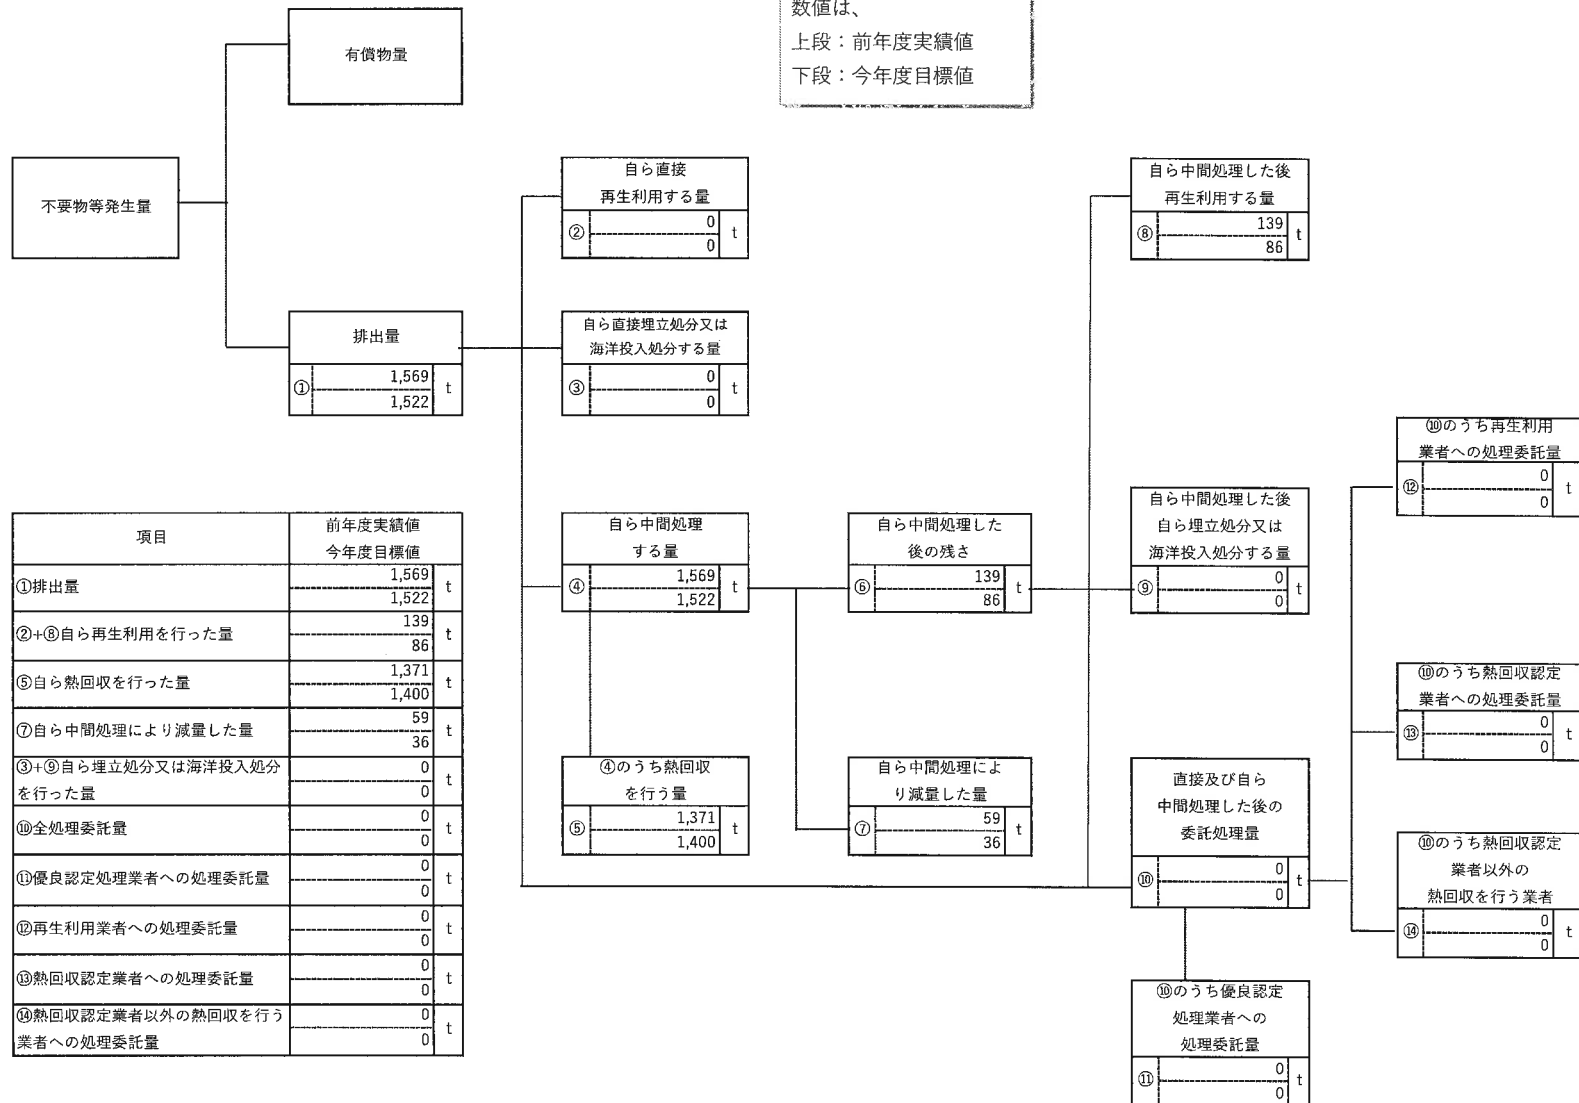 数値は、
上段：前年度実績値
下段：今年度目標値
有償物量
不要物等発生量
排出量
①
1,569
1,522
t
自ら直接
再生利用する量
②
0
0
t
自ら直接埋立処分又は
海洋投入処分する量
③
0
0
t
自ら中間処理
する量
④
1,569
1,522
t
④のうち熱回収
を行う量
⑤
1,371
1,400
t
自ら中間処理した
後の残さ
⑥
139
86
t
自ら中間処理によ
り減量した量
⑦
59
36
t
自ら中間処理した後
再生利用する量
⑧
139
86
t
自ら中間処理した後
自ら埋立処分又は
海洋投入処分する量
⑨
0
0
t
直接及び自ら
中間処理した後の
委託処理量
⑩
0
0
t
⑩のうち優良認定
処理業者への
処理委託量
⑪
0
0
t
⑩のうち再生利用
業者への処理委託量
⑫
0
0
t
⑩のうち熱回収認定
業者への処理委託量
⑬
0
0
t
⑩のうち熱回収認定
業者以外の
熱回収を行う業者
⑭
0
0
t
項目
前年度実績値
今年度目標値
①排出量
1,569
1,522
t
②+⑧自ら再生利用を行った量
139
86
t
⑤自ら熱回収を行った量
1,371
1,400
t
⑦自ら中間処理により減量した量
59
36
t
③+⑨自ら埋立処分又は海洋投入処分
を行った量
0
0
t
⑩全処理委託量
0
0
t
⑪優良認定処理業者への処理委託量
0
0
t
⑫再生利用業者への処理委託量
0
0
t
⑬熱回収認定業者への処理委託量
0
0
t
⑭熱回収認定業者以外の熱回収を行う
業者への処理委託量
0
0
t